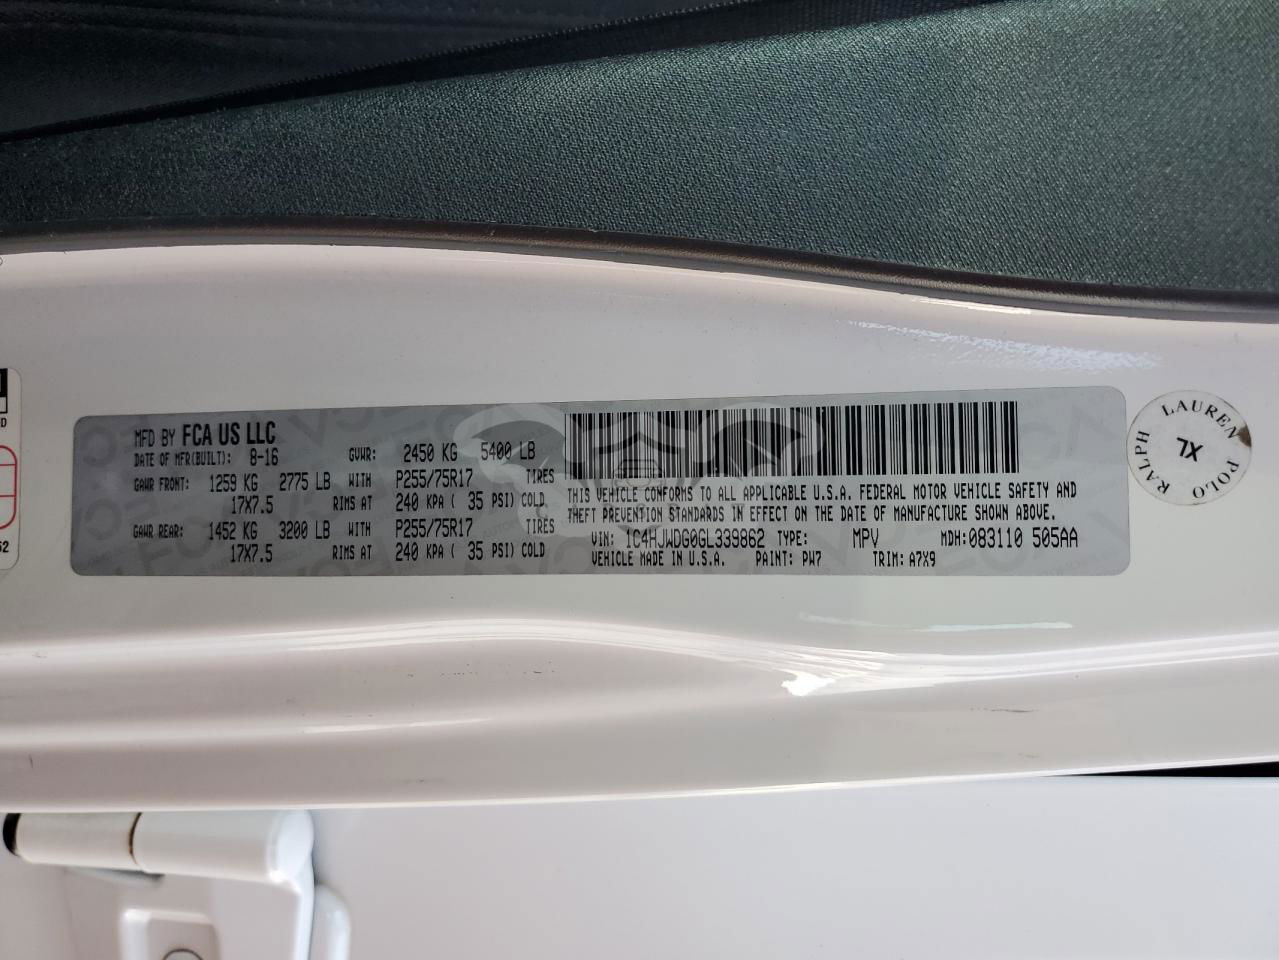 MFD BY FCA US LLC
DATE OF MFR(BUILT): 8-16 GVWR: 2450 KG 5400 LB
GAWR FRONT: 1259 KG 2775 LB WITH P255/75R17 TIRES
17X7.5 RIMS AT 240 KPA ( 35 PSI) COLD
GAWR REAR: 1452 KG 3200 LB WITH P255/75R17 TIRES
17X7.5 RIMS AT 240 KPA ( 35 PSI) COLD
THIS VEHICLE CONFORMS TO ALL APPLICABLE U.S.A. FEDERAL MOTOR VEHICLE SAFETY AND
THEFT PREVENTION STANDARDS IN EFFECT ON THE DATE OF MANUFACTURE SHOWN ABOVE.
VIN: 1C4HJWDG0GL339862 TYPE: MPV MDH: 083110 505AA
VEHICLE MADE IN U.S.A. PAINT: PW7 TRIM: A7X9
RALPH LAUREN POLO
XL